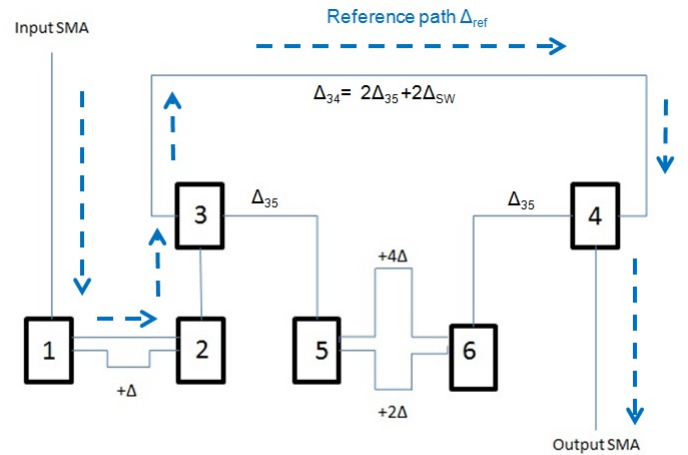 Reference path Δref
Input SMA
Δ34= 2Δ35+2ΔSW
3
Δ35
Δ35
4
+4Δ
1
2
5
6
+Δ
+2Δ
Output SMA